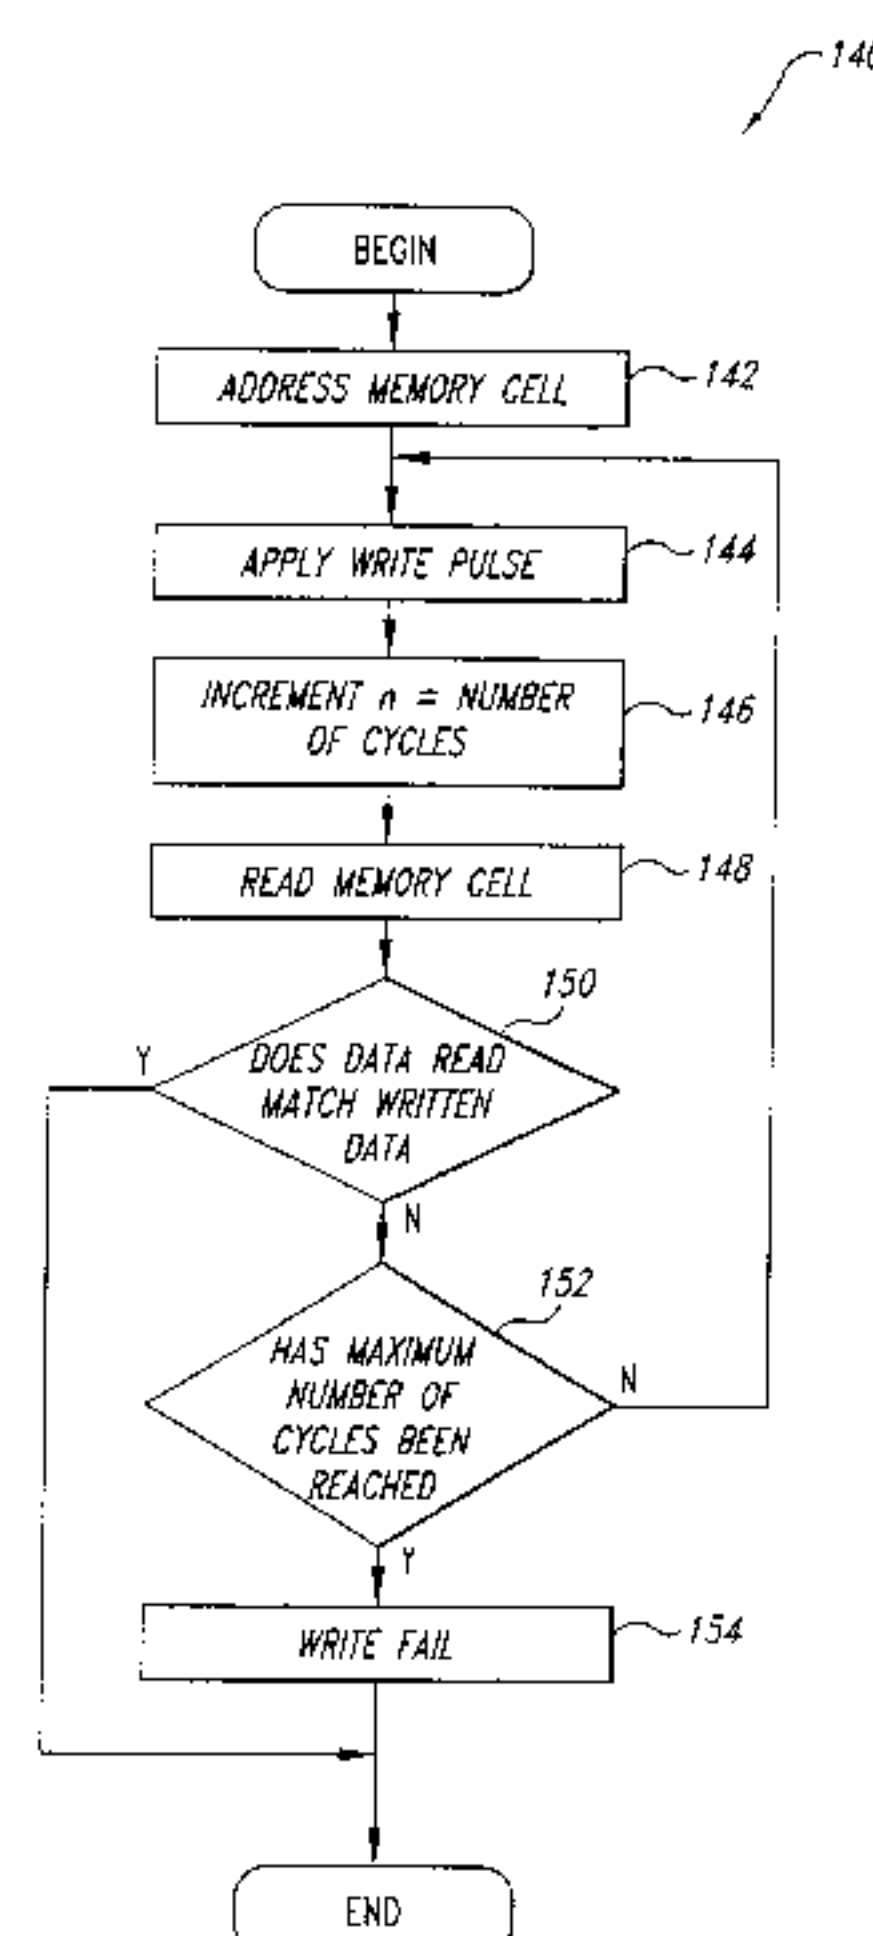 BEGIN
ADDRESS MEMORY CELL
142
APPLY WRITE PULSE
144
INCREMENT n = NUMBER
OF CYCLES
146
READ MEMORY CELL
148
150
DOES DATA READ
MATCH WRITTEN
DATA
Y
N
152
HAS MAXIMUM
NUMBER OF
CYCLES BEEN
REACHED
N
Y
WRITE FAIL
154
END